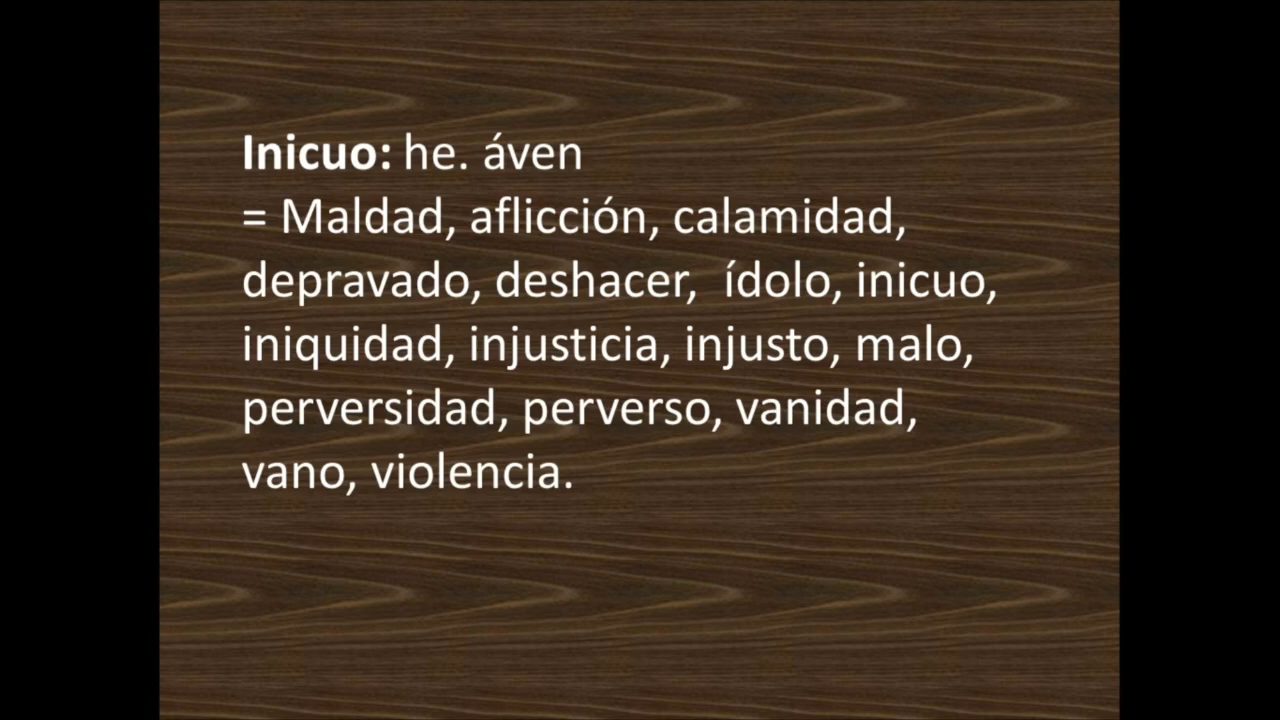 Inicuo: he. áven
= Maldad, aflicción, calamidad,
depravado, deshacer,  ídolo, inicuo,
iniquidad, injusticia, injusto, malo,
perversidad, perverso, vanidad,
vano, violencia.